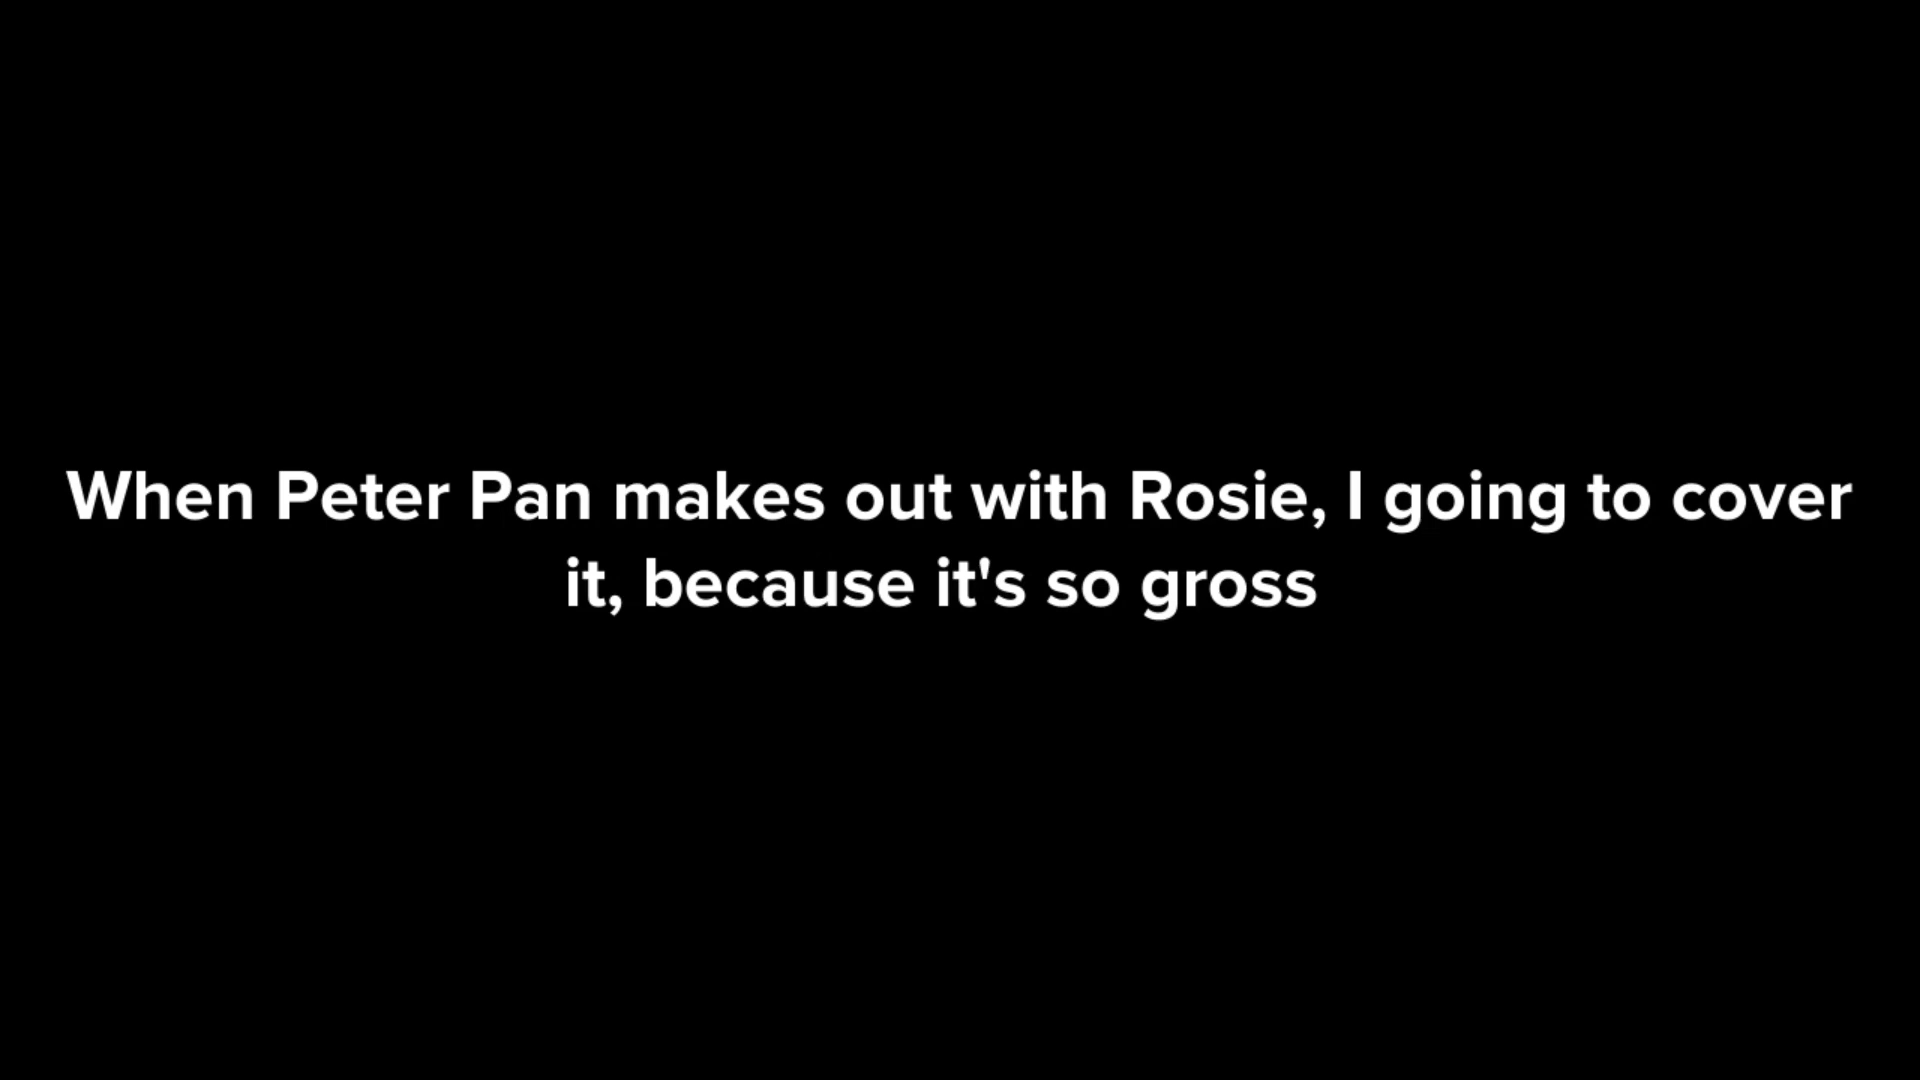 When Peter Pan makes out with Rosie, I going to cover
it, because it's so gross